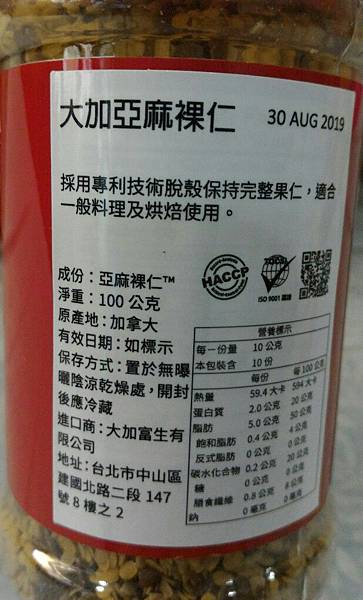 大加亞麻裸仁 30 AUG 2019
採用專利技術脫殼保持完整果仁，適合
一般料理及烘焙使用。
成份：亞麻裸仁™
淨重：100 公克
原產地：加拿大
有效日期：如標示
保存方式：置於無曝
曬陰涼乾燥處，開封
後應冷藏
進口商：大加富生有
限公司
地址：台北市中山區
建國北路二段 147
號 8 樓之 2
HACCP
ISO 9001
營養標示
每一份量 10 公克
本包裝含 10 份
每份 每 100 公克
熱量 59.4 大卡 594 大卡
蛋白質 2.0 公克 20 公克
脂肪 5.0 公克 50 公克
飽和脂肪 0.4 公克 4 公克
反式脂肪 0 公克 0 公克
碳水化合物 0.2 公克 20 公克
糖 0 公克 0 公克
膳食纖維 0.8 公克 8 公克
鈉 0 毫克 0 毫克